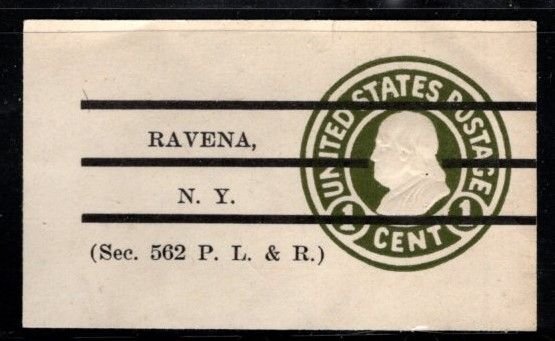 RAVENA,
N. Y.
(Sec. 562 P. L. & R.)
UNITED STATES POSTAGE
1 CENT 1